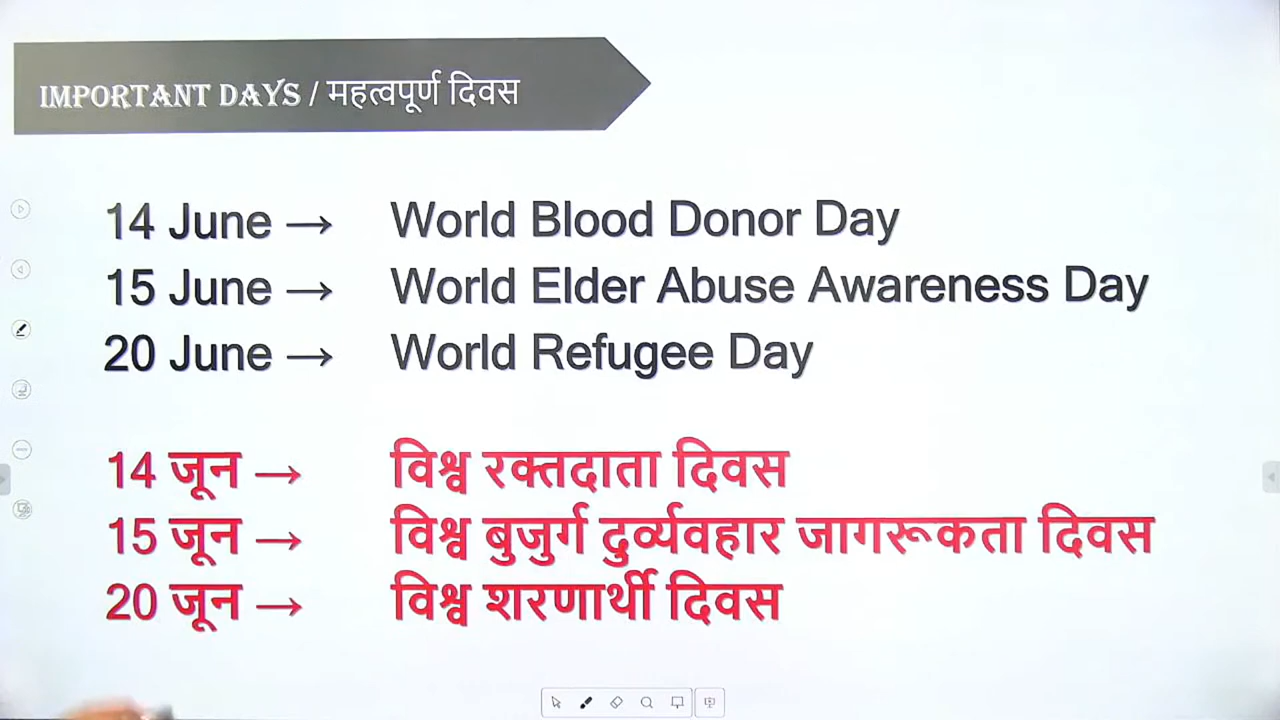 IMPORTANT DAYS / महत्वपूर्ण दिवस
14 June → World Blood Donor Day
15 June → World Elder Abuse Awareness Day
20 June → World Refugee Day
14 जून → विश्व रक्तदाता दिवस
15 जून → विश्व बुजुर्ग दुर्व्यवहार जागरूकता दिवस
20 जून → विश्व शरणार्थी दिवस